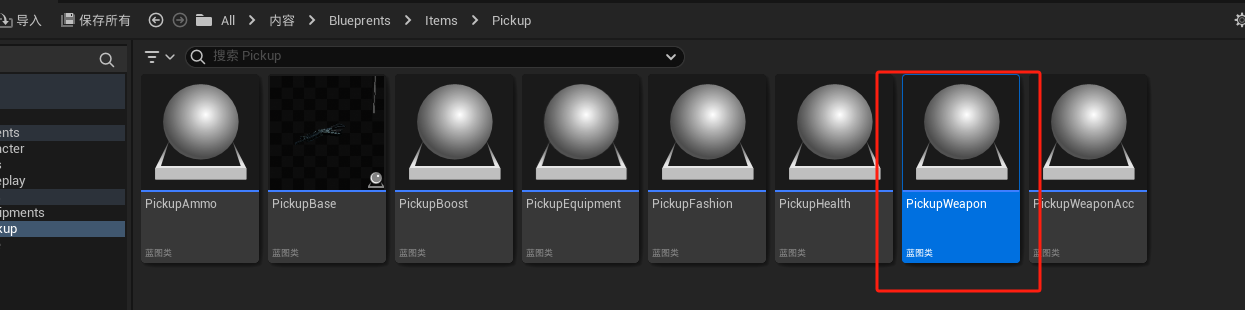 导入
保存所有
All
内容
Blueprents
Items
Pickup
搜索 Pickup
PickupAmmo
蓝图类
PickupBase
蓝图类
PickupBoost
蓝图类
PickupEquipment
蓝图类
PickupFashion
蓝图类
PickupHealth
蓝图类
PickupWeapon
蓝图类
PickupWeaponAcc
蓝图类
ents
acter
s
eplay
ipments
kup